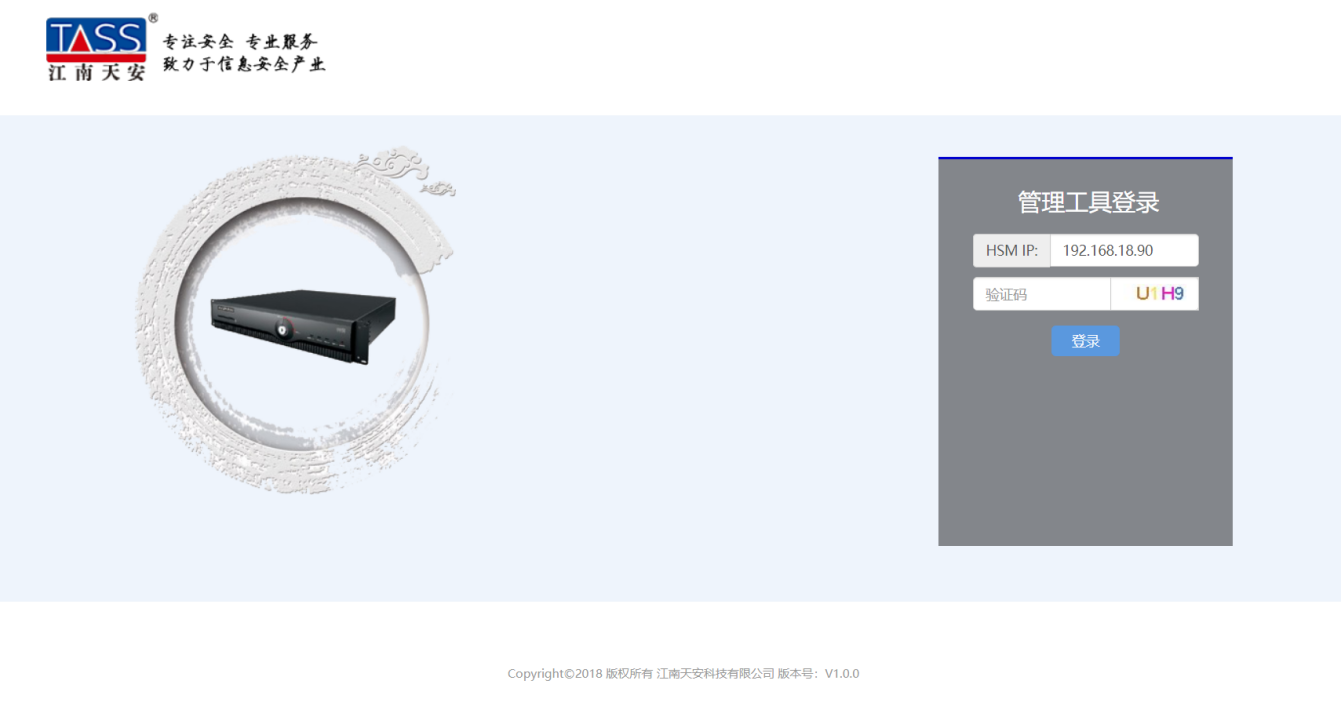 TASS®
江南天安
专注安全 专业服务
致力于信息安全产业
管理工具登录
HSM IP: 192.168.18.90
验证码 U1H9
登录
Copyright©2018 版权所有 江南天安科技有限公司 版本号：V1.0.0